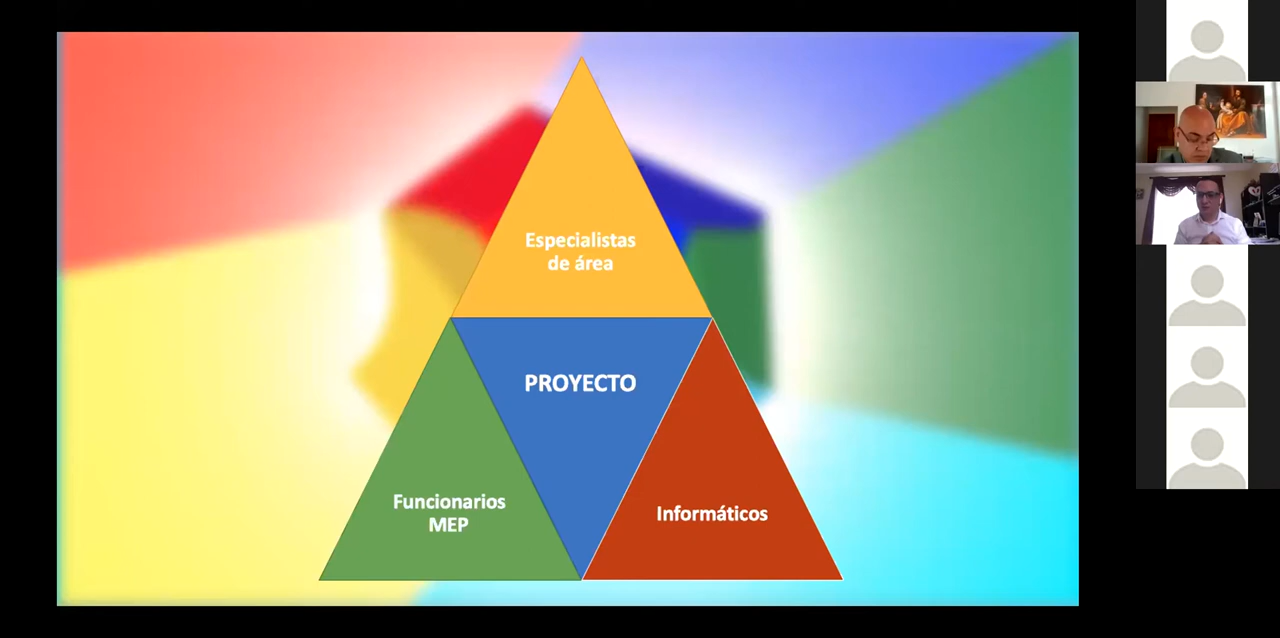 Especialistas
de área
PROYECTO
Funcionarios
MEP
Informáticos